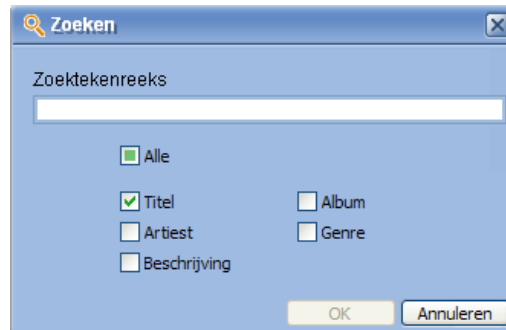 Zoeken
Zoektekenreeks
Alle
Titel Album
Artiest Genre
Beschrijving
OK Annuleren